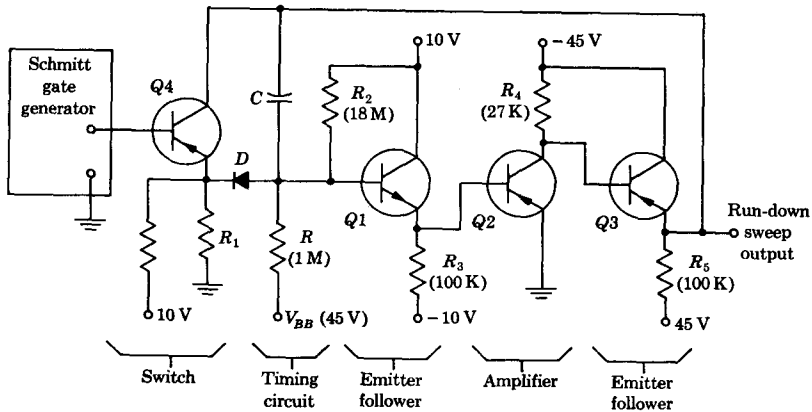 10 V
− 45 V
Schmitt
gate
generator
Q4
C
R2
(18 M)
R4
(27 K)
D
Q1
Q2
Q3
Run-down
sweep
output
R1
R
(1 M)
R3
(100 K)
R5
(100 K)
10 V
VBB (45 V)
− 10 V
45 V
Switch
Timing
circuit
Emitter
follower
Amplifier
Emitter
follower